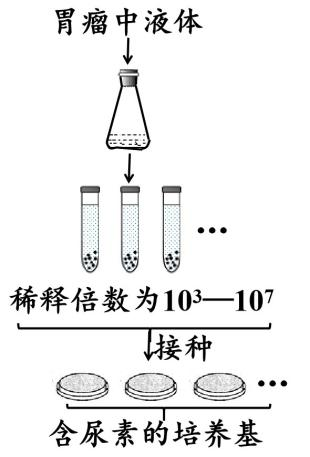 胃瘤中液体
•••
稀释倍数为10³—10⁷
接种
•••
含尿素的培养基